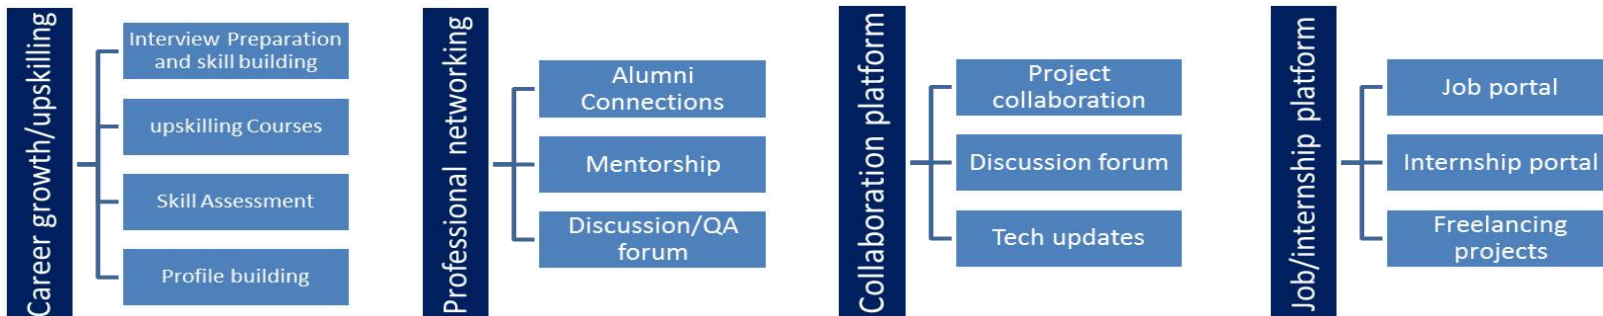 Career growth/upskilling
Interview Preparation
and skill building
upskilling Courses
Skill Assessment
Profile building
Professional networking
Alumni
Connections
Mentorship
Discussion/QA
forum
Collaboration platform
Project
collaboration
Discussion forum
Tech updates
Job/internship platform
Job portal
Internship portal
Freelancing
projects